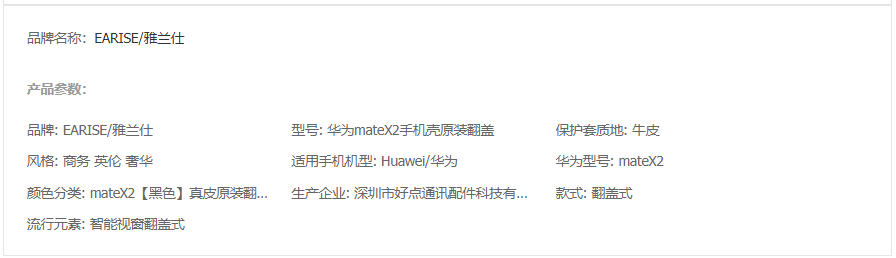 品牌名称：EARISE/雅兰仕
产品参数：
品牌: EARISE/雅兰仕 型号: 华为mateX2手机壳原装翻盖 保护套质地: 牛皮
风格: 商务 英伦 奢华 适用手机机型: Huawei/华为 华为型号: mateX2
颜色分类: mateX2【黑色】真皮原装翻... 生产企业: 深圳市好点通讯配件科技有... 款式: 翻盖式
流行元素: 智能视窗翻盖式